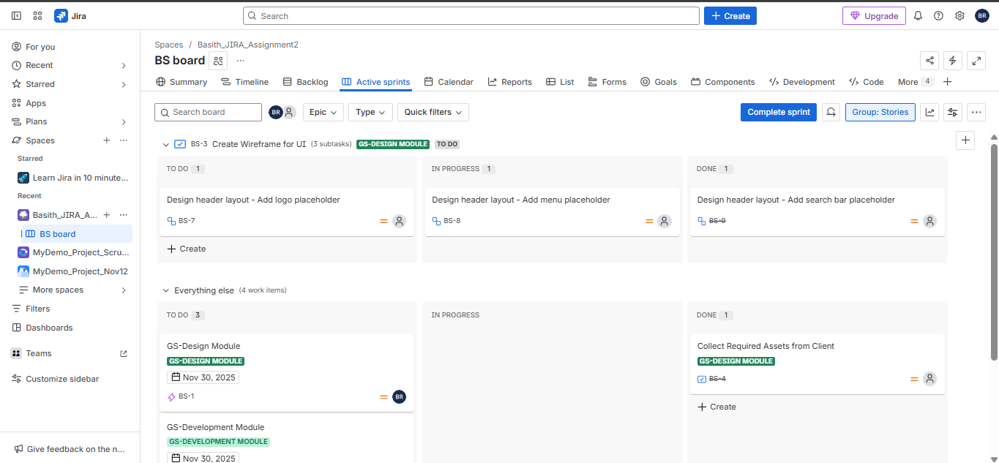 Jira
Search
Create
Upgrade
BR
For you
Recent
Starred
Apps
Plans
Spaces
Starred
Learn Jira in 10 minute...
Recent
Basith_JIRA_A...
BS board
MyDemo_Project_Scru...
MyDemo_Project_Nov12
More spaces
Filters
Dashboards
Teams
Customize sidebar
Give feedback on the n...
Spaces / Basith_JIRA_Assignment2
BS board
Summary Timeline Backlog Active sprints Calendar Reports List Forms Goals Components Development Code More 4
Search board BR Epic Type Quick filters Complete sprint Group: Stories
BS-3 Create Wireframe for UI (3 subtasks) GS-DESIGN MODULE TO DO
TO DO 1
Design header layout - Add logo placeholder
BS-7
Create
IN PROGRESS 1
Design header layout - Add menu placeholder
BS-8
DONE 1
Design header layout - Add search bar placeholder
BS-9
Everything else (4 work items)
TO DO 3
GS-Design Module
GS-DESIGN MODULE
Nov 30, 2025
BS-1 BR
GS-Development Module
GS-DEVELOPMENT MODULE
Nov 30, 2025
IN PROGRESS
DONE 1
Collect Required Assets from Client
GS-DESIGN MODULE
BS-4
Create